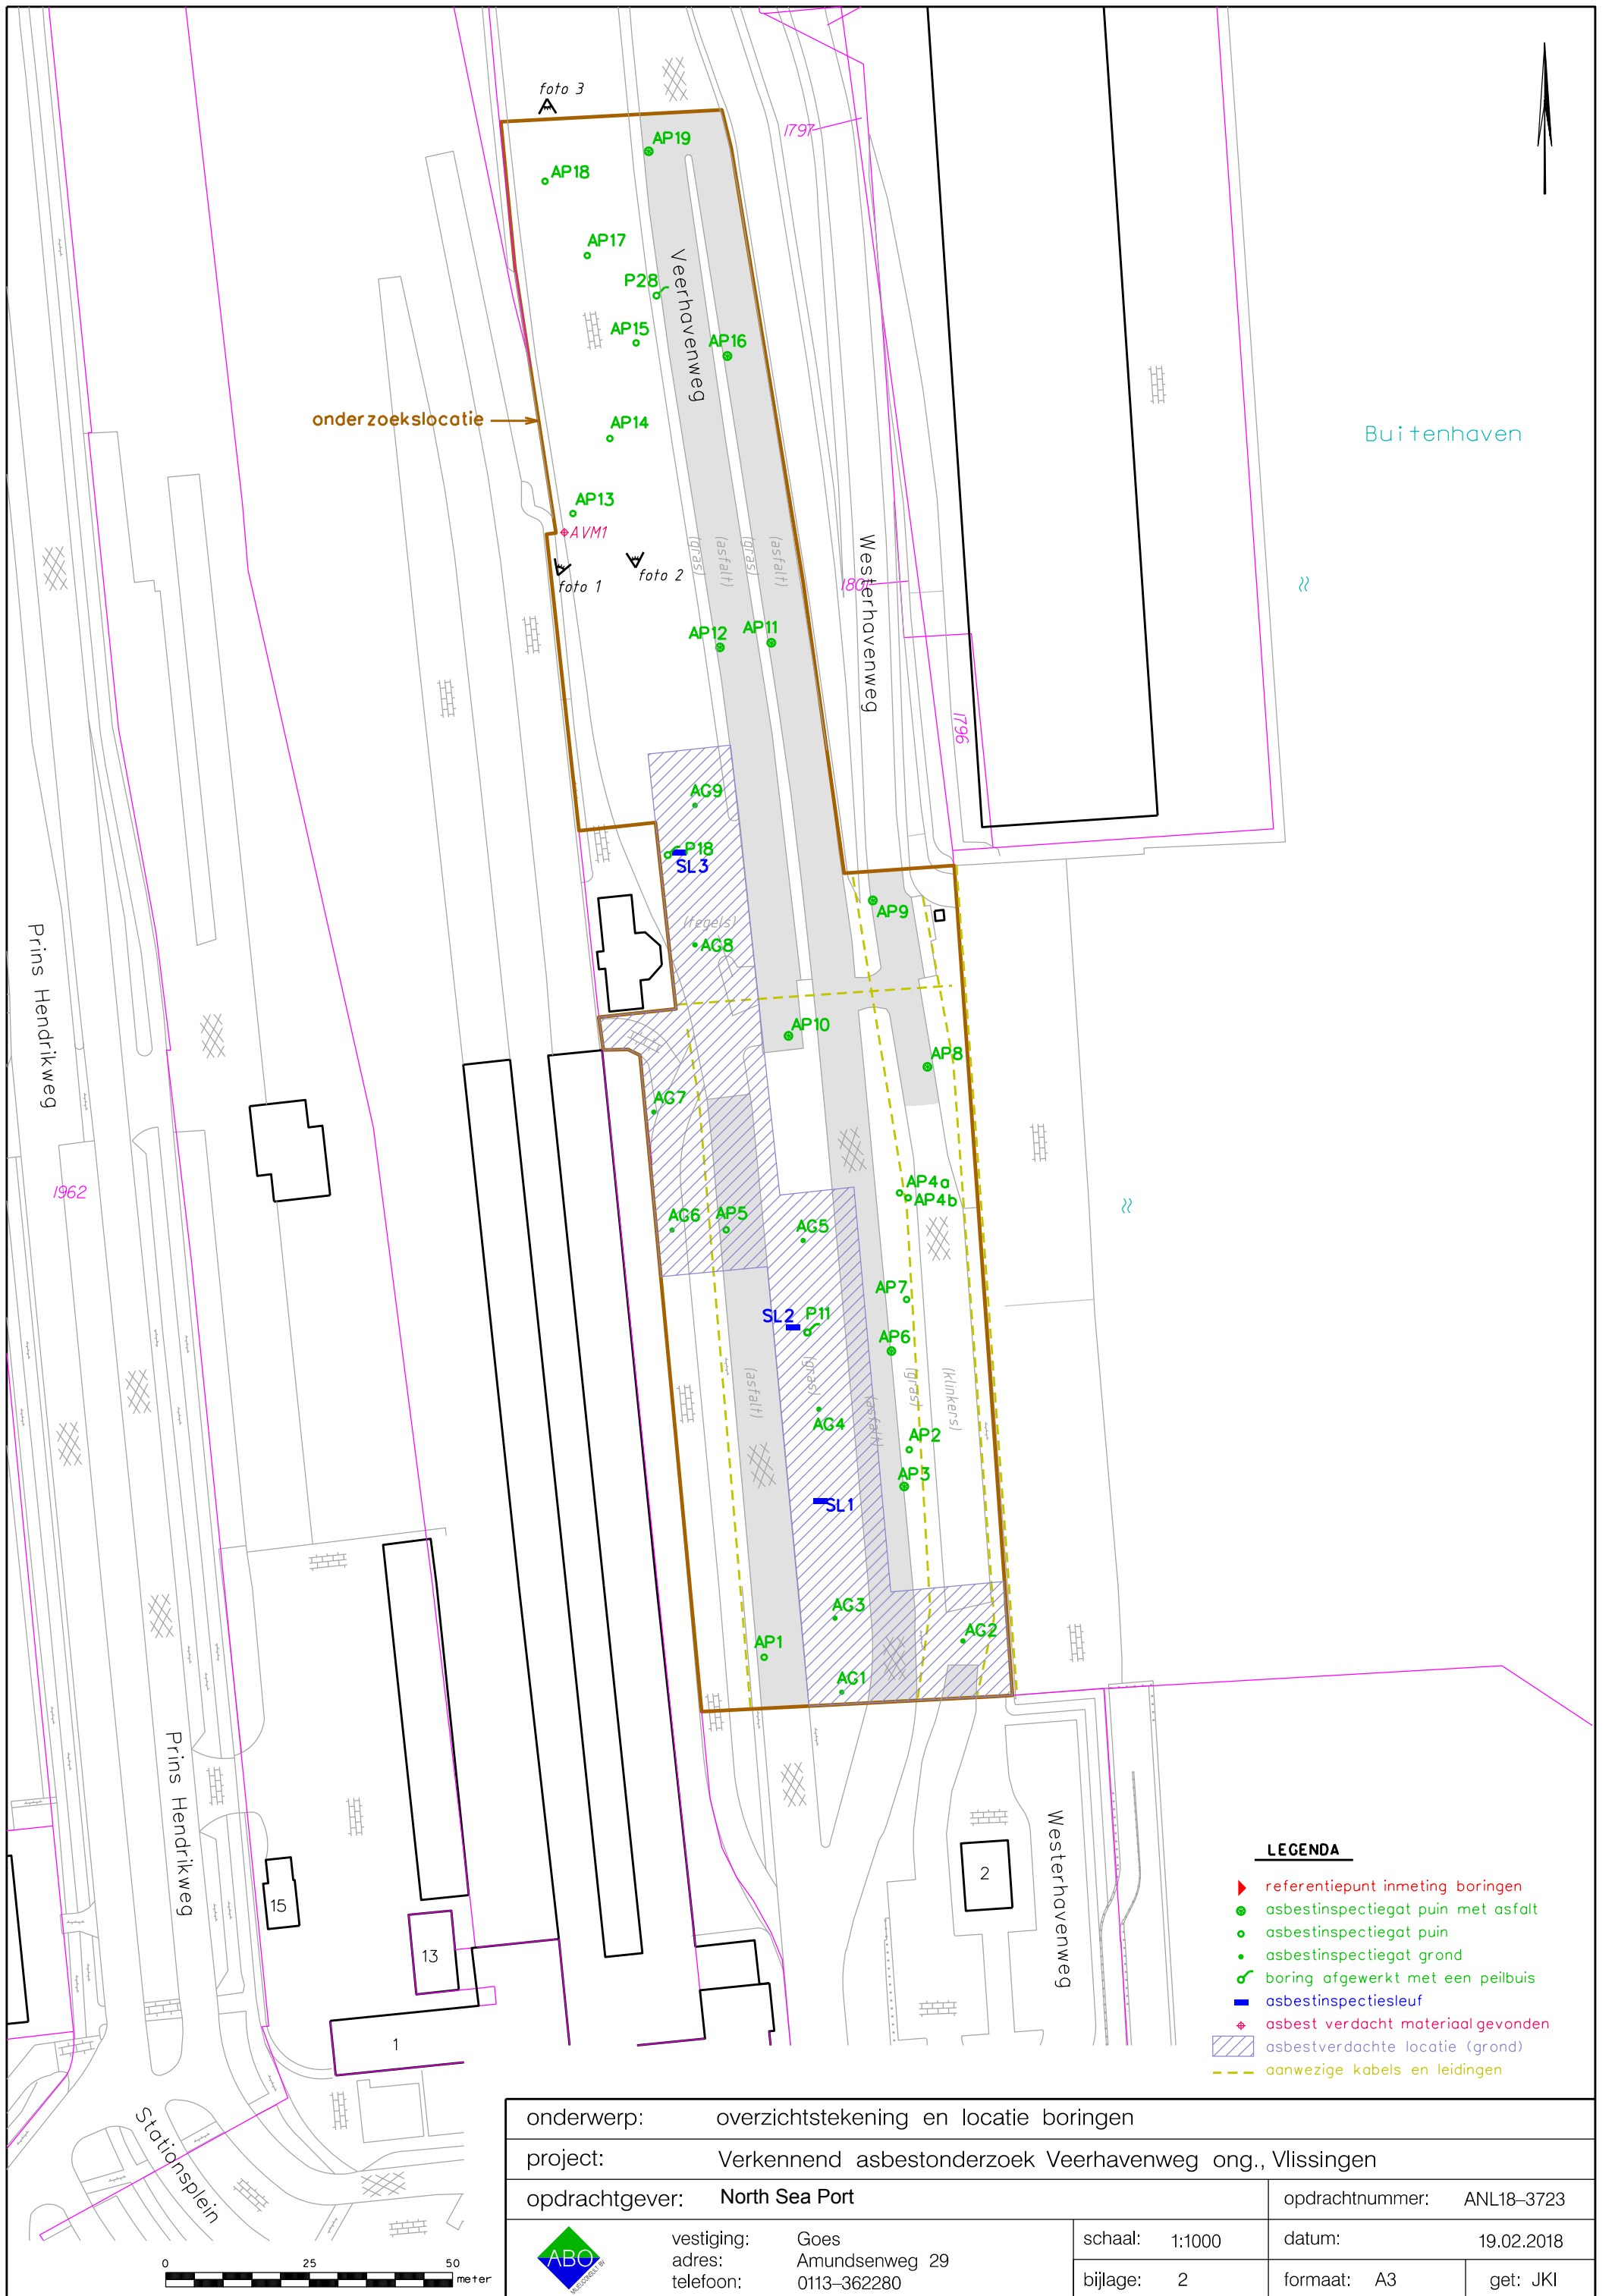 foto 3
1797
AP19
AP18
AP17
P28
Veerhavenweg
AP15
AP16
onderzoekslocatie
AP14
Buitenhaven
AP13
AVM1
(gras)
(asfalt)
(gras)
(asfalt)
Westerhavenweg
foto 1
foto 2
AP12
AP11
1796
AG9
P18
SL3
AP9
(tegels)
AG8
Prins Hendrikweg
AP10
AP8
AG7
1962
AP4a
AP4b
AG6
AP5
AG5
AP7
SL2
P11
AP6
(asfalt)
(gras)
(asfalt)
(gras)
(klinkers)
AG4
AP2
AP3
SL1
AG3
AG2
AP1
AG1
Prins Hendrikweg
Westerhavenweg
2
15
13
1
Stationsplein
LEGENDA
referentiepunt inmeting boringen
asbestinspectiegat puin met asfalt
asbestinspectiegat puin
asbestinspectiegat grond
boring afgewerkt met een peilbuis
asbestinspectiesleuf
asbest verdacht materiaal gevonden
asbestverdachte locatie (grond)
aanwezige kabels en leidingen
onderwerp: overzichtstekening en locatie boringen
project: Verkennend asbestonderzoek Veerhavenweg ong., Vlissingen
opdrachtgever: North Sea Port
opdrachtnummer: ANL18-3723
ABO
vestiging: Goes
adres: Amundsenweg 29
telefoon: 0113-362280
schaal: 1:1000
datum: 19.02.2018
bijlage: 2
formaat: A3
get: JKI
0 25 50
meter